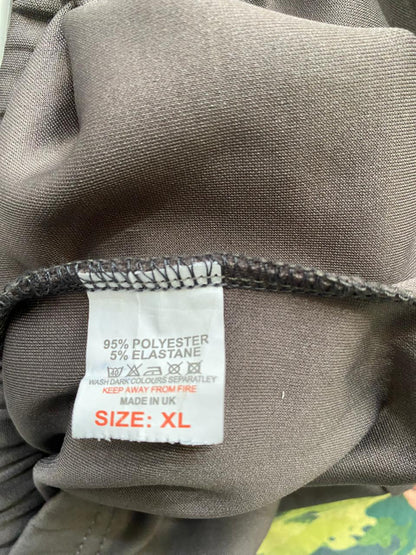 95% POLYESTER
5% ELASTANE
WASH DARK COLOURS SEPARATLEY
KEEP AWAY FROM FIRE
MADE IN UK
SIZE: XL